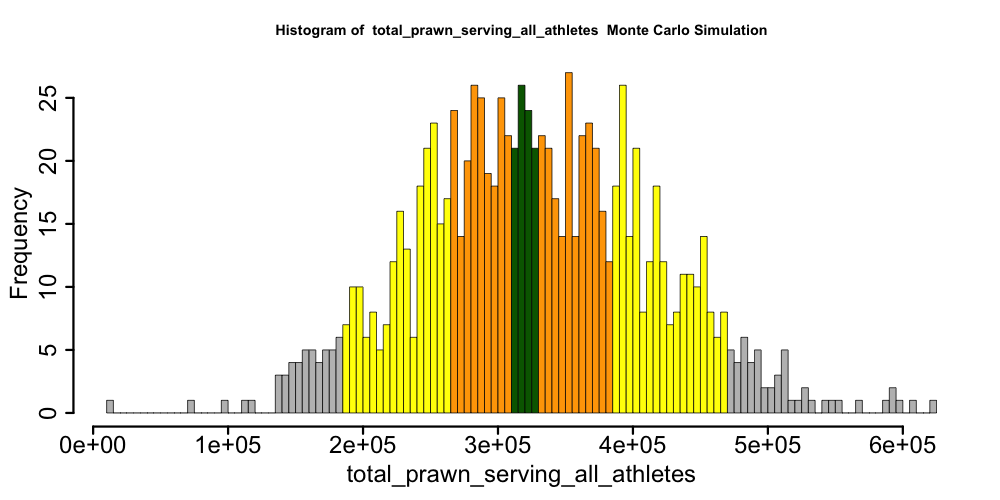 Histogram of  total_prawn_serving_all_athletes  Monte Carlo Simulation
Frequency
25
20
15
10
5
0
0e+00 1e+05 2e+05 3e+05 4e+05 5e+05 6e+05
total_prawn_serving_all_athletes